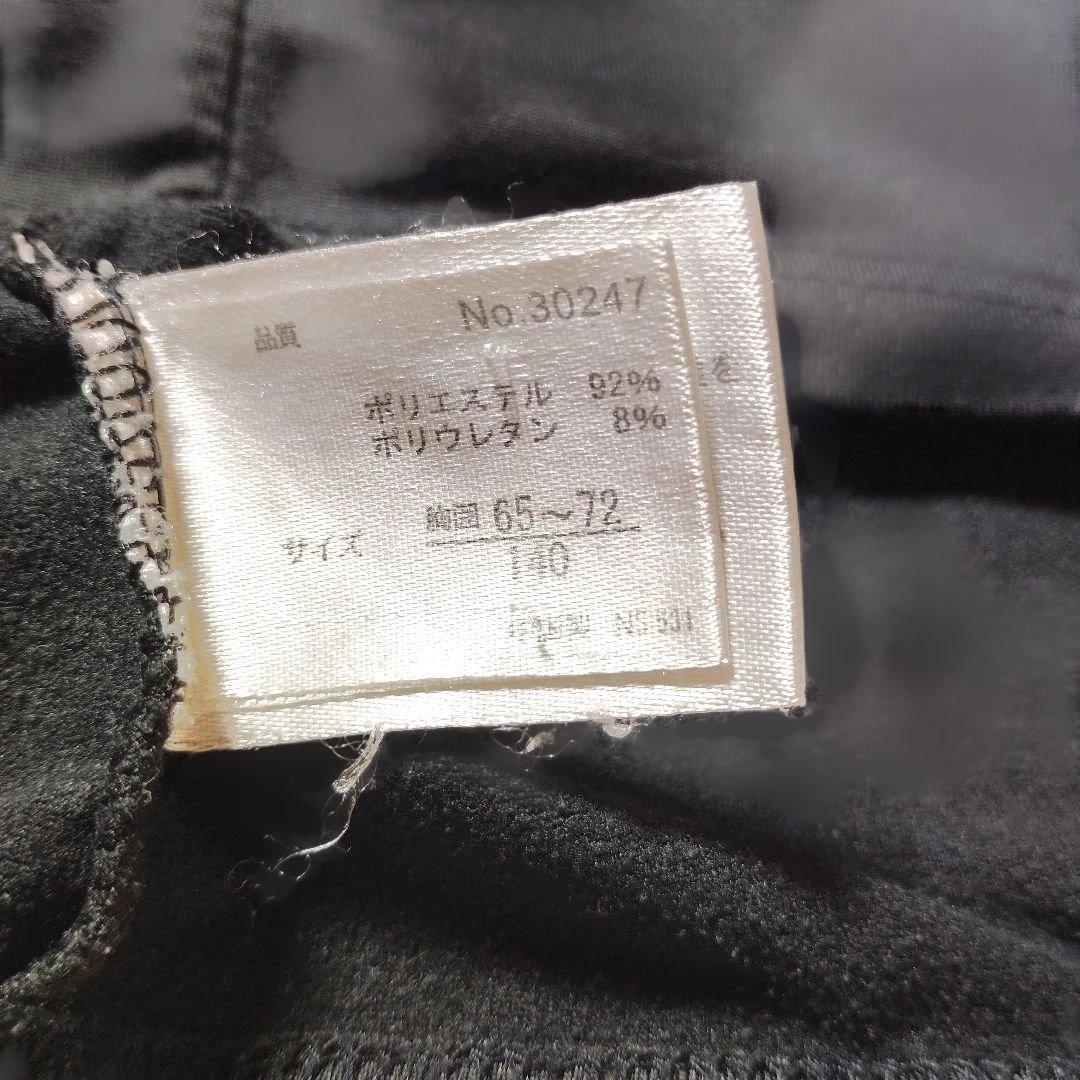 No.30247
品質
を
ポリエステル 92%
ポリウレタン 8%
胸囲 65~72
サイズ
140